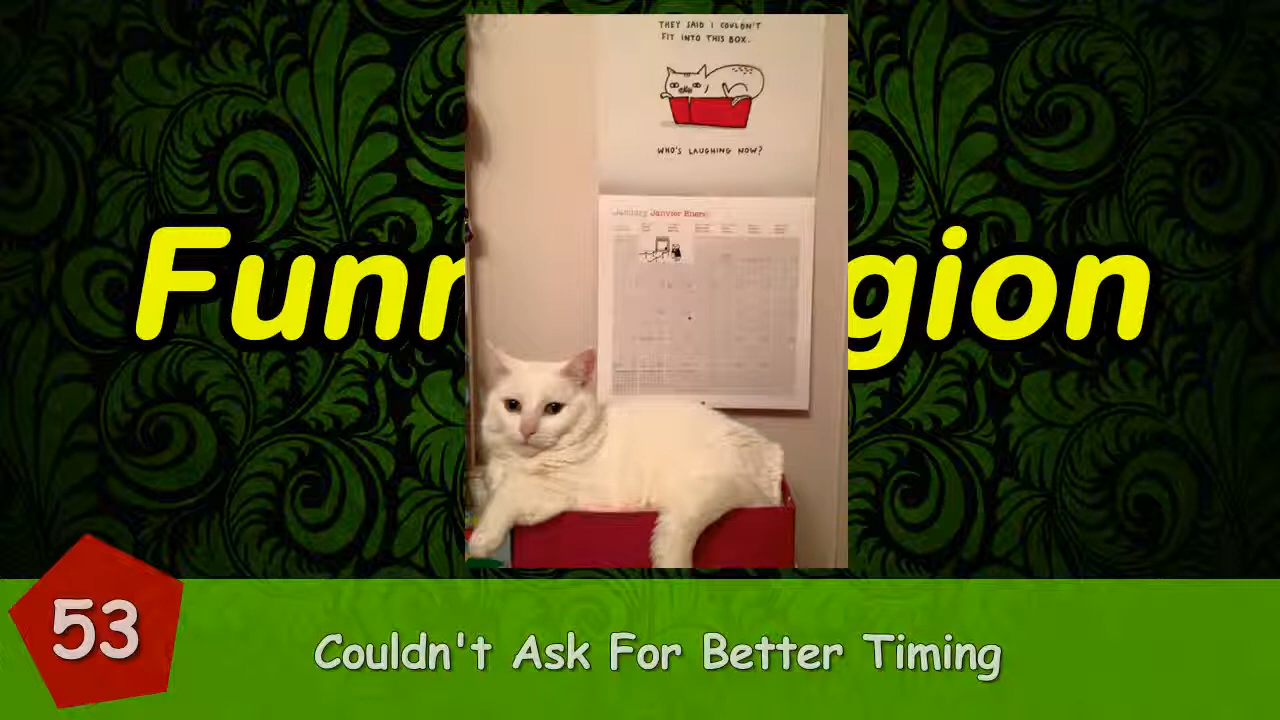 THEY SAID I COULDN'T
FIT INTO THIS BOX.
WHO'S LAUGHING NOW?
January Janvier Enero
Funn
gion
53
Couldn't Ask For Better Timing